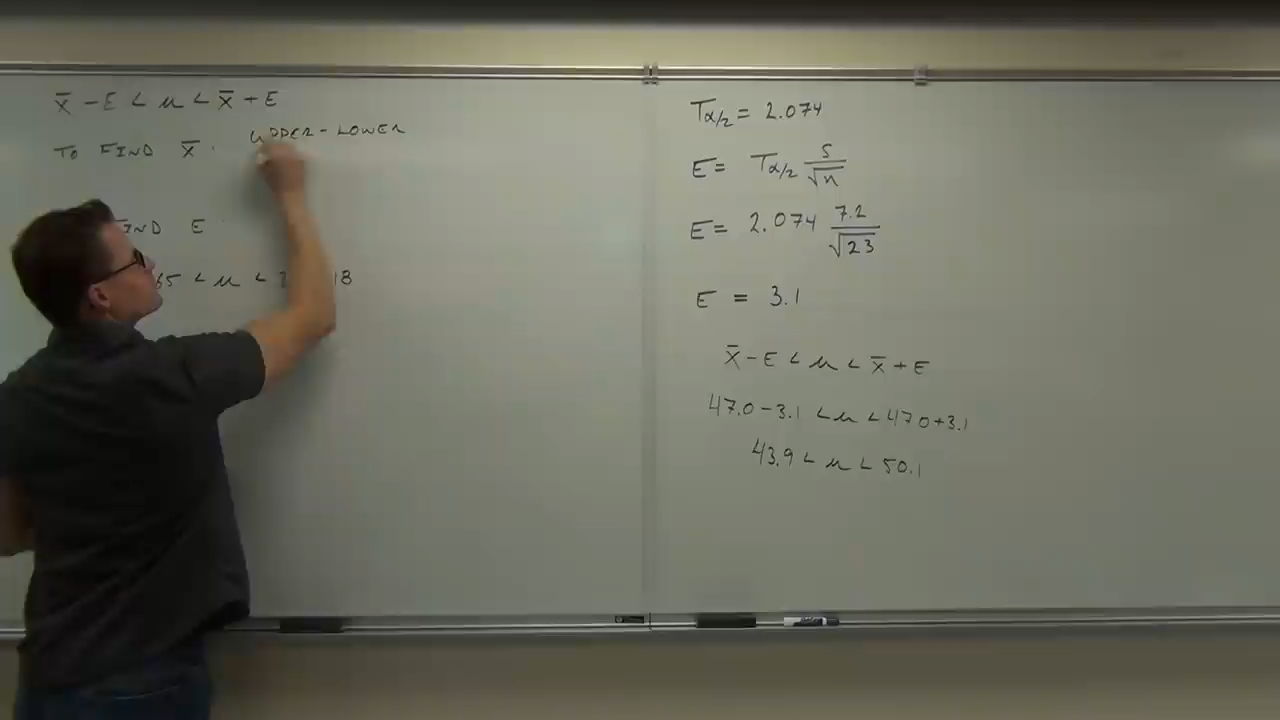 x̄ - E < μ < x̄ + E
TO FIND x̄: UPPER - LOWER
FIND E:
65 < μ < 18
Tα/2 = 2.074
E = Tα/2 s/√n
E = 2.074 7.2/√23
E = 3.1
x̄ - E < μ < x̄ + E
47.0 - 3.1 < μ < 47.0 + 3.1
43.9 < μ < 50.1